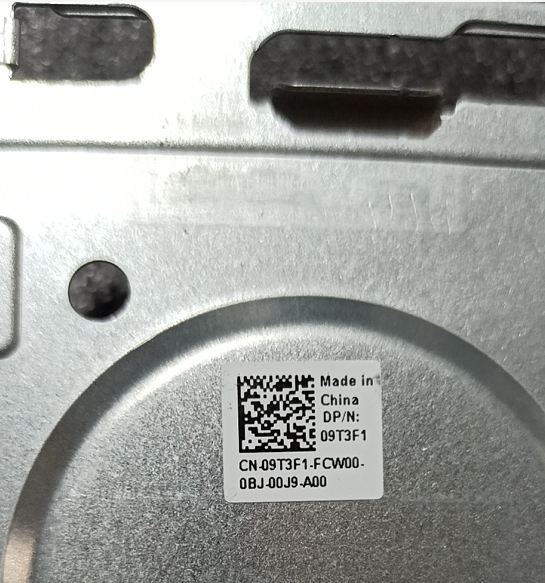 Made in
China
DP/N:
09T3F1
CN-09T3F1-FCW00-
0BJ-00J9-A00